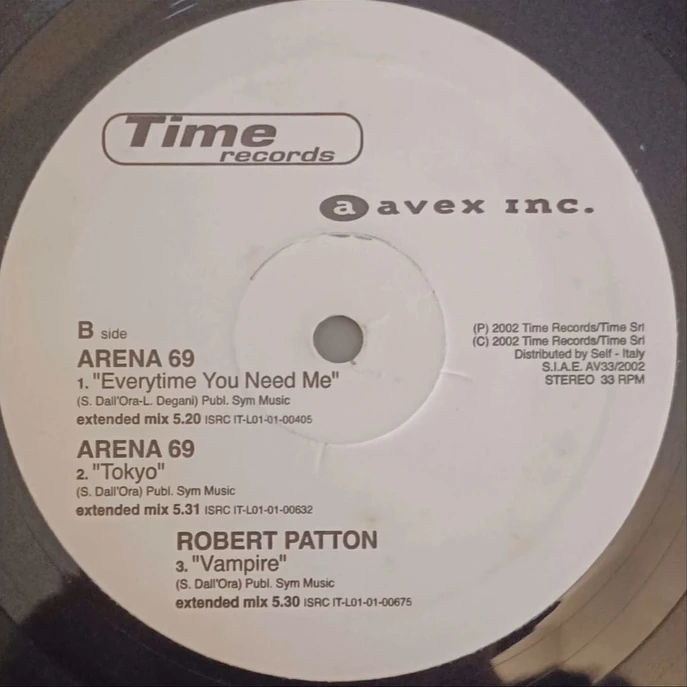 Time
records
a avex inc.
B side
ARENA 69
1. "Everytime You Need Me"
(S. Dall'Ora-L. Degani) Publ. Sym Music
extended mix 5.20 ISRC IT-L01-01-00405
ARENA 69
2. "Tokyo"
(S. Dall'Ora) Publ. Sym Music
extended mix 5.31 ISRC IT-L01-01-00632
ROBERT PATTON
3. "Vampire"
(S. Dall'Ora) Publ. Sym Music
extended mix 5.30 ISRC IT-L01-01-00675
(P) 2002 Time Records/Time Srl
(C) 2002 Time Records/Time Srl
Distributed by Self - Italy
S.I.A.E. AV33/2002
STEREO 33 RPM